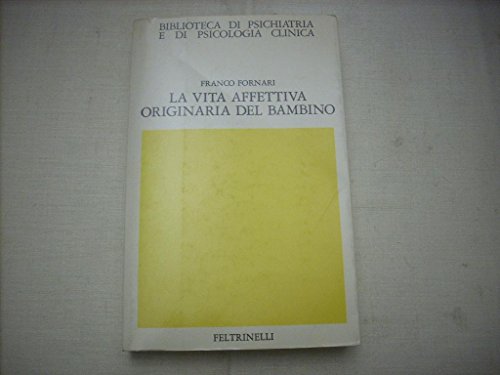 BIBLIOTECA DI PSICHIATRIA
E DI PSICOLOGIA CLINICA
FRANCO FORNARI
LA VITA AFFETTIVA
ORIGINARIA DEL BAMBINO
FELTRINELLI